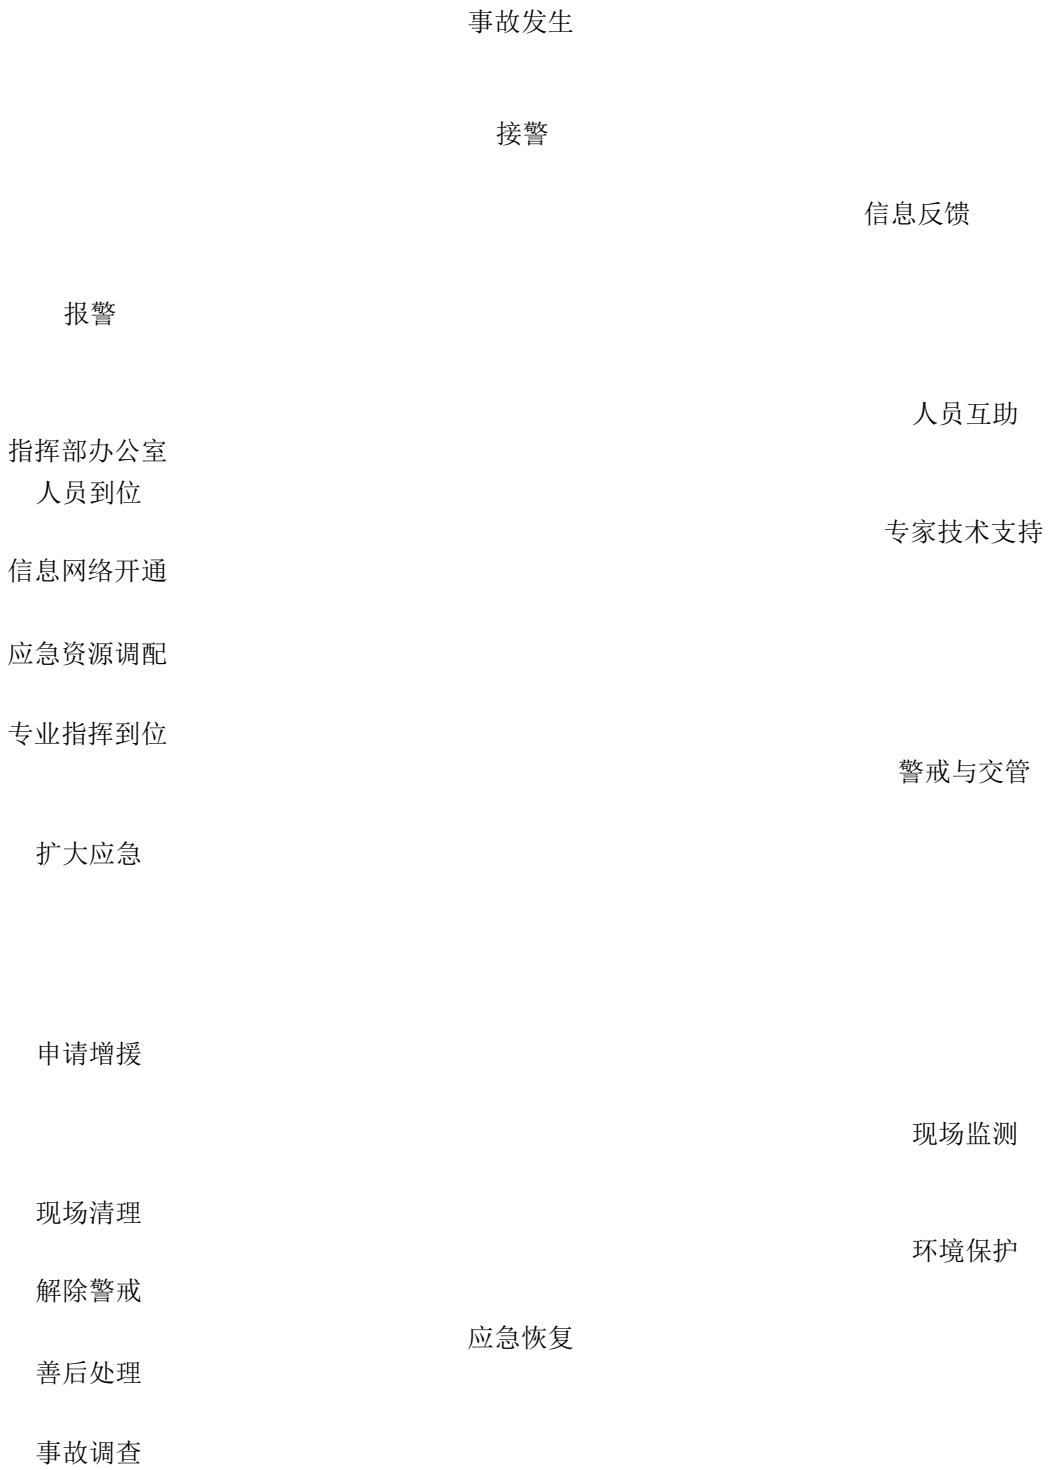 事故发生
接警
信息反馈
报警
人员互助
指挥部办公室
人员到位
专家技术支持
信息网络开通
应急资源调配
专业指挥到位
警戒与交管
扩大应急
申请增援
现场监测
现场清理
环境保护
解除警戒
应急恢复
善后处理
事故调查